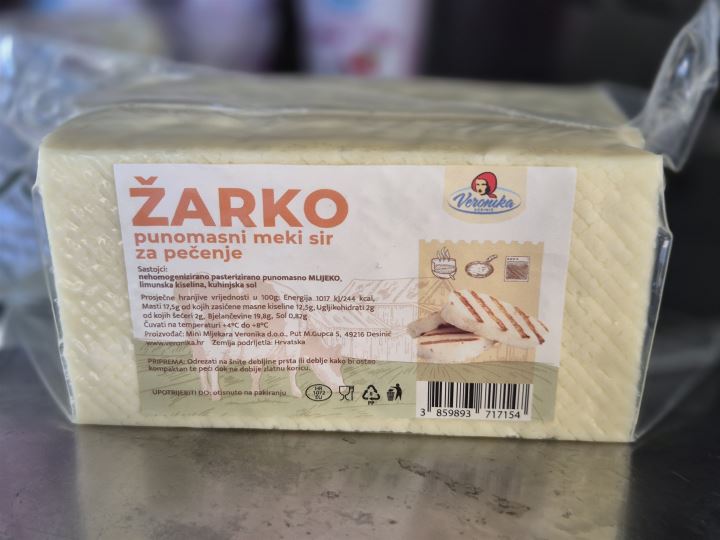 ŽARKO
punomasni meki sir
za pečenje
Veronika
DESINIĆ
Sastojci:
nehomogenizirano pasterizirano punomasno MLIJEKO,
limunska kiselina, kuhinjska sol
Prosječne hranjive vrijednosti u 100g: Energija 1017 kj/244 kcal,
Masti 17,5g od kojih zasićene masne kiseline 12,5g, Ugljikohidrati 2g
od kojih šećeri 2g, Bjelančevine 19,8g, Sol 0,87g
Čuvati na temperaturi +4°C do +8°C
Proizvođač: Mini Mljekara Veronika d.o.o., Put M.Gupca 5, 49216 Desinić
www.veronika.hr Zemlja podrijetla: Hrvatska
PRIPREMA: Odrezati na šnite debljine prsta ili deblje kako bi ostao
kompaktan te peći dok ne dobije zlatnu koricu.
UPOTRIJEBITI DO: otisnuto na pakiranju
HR
1072
EU
PP
3 859893 717154